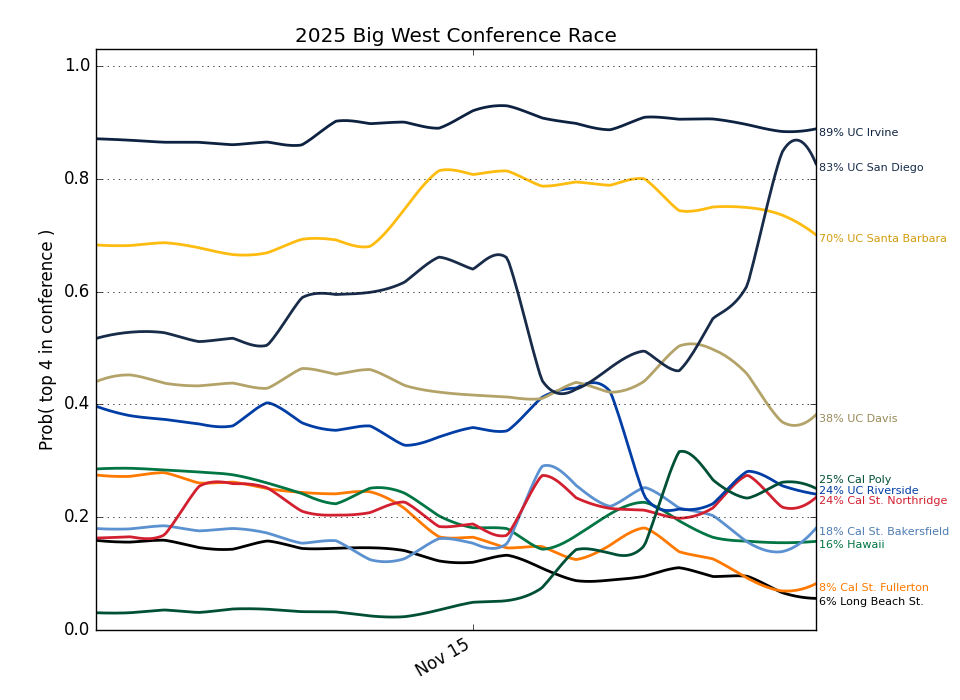 2025 Big West Conference Race
Prob( top 4 in conference )
1.0
0.8
0.6
0.4
0.2
0.0
Nov 15
89% UC Irvine
83% UC San Diego
70% UC Santa Barbara
38% UC Davis
25% Cal Poly
24% UC Riverside
24% Cal St. Northridge
18% Cal St. Bakersfield
16% Hawaii
8% Cal St. Fullerton
6% Long Beach St.